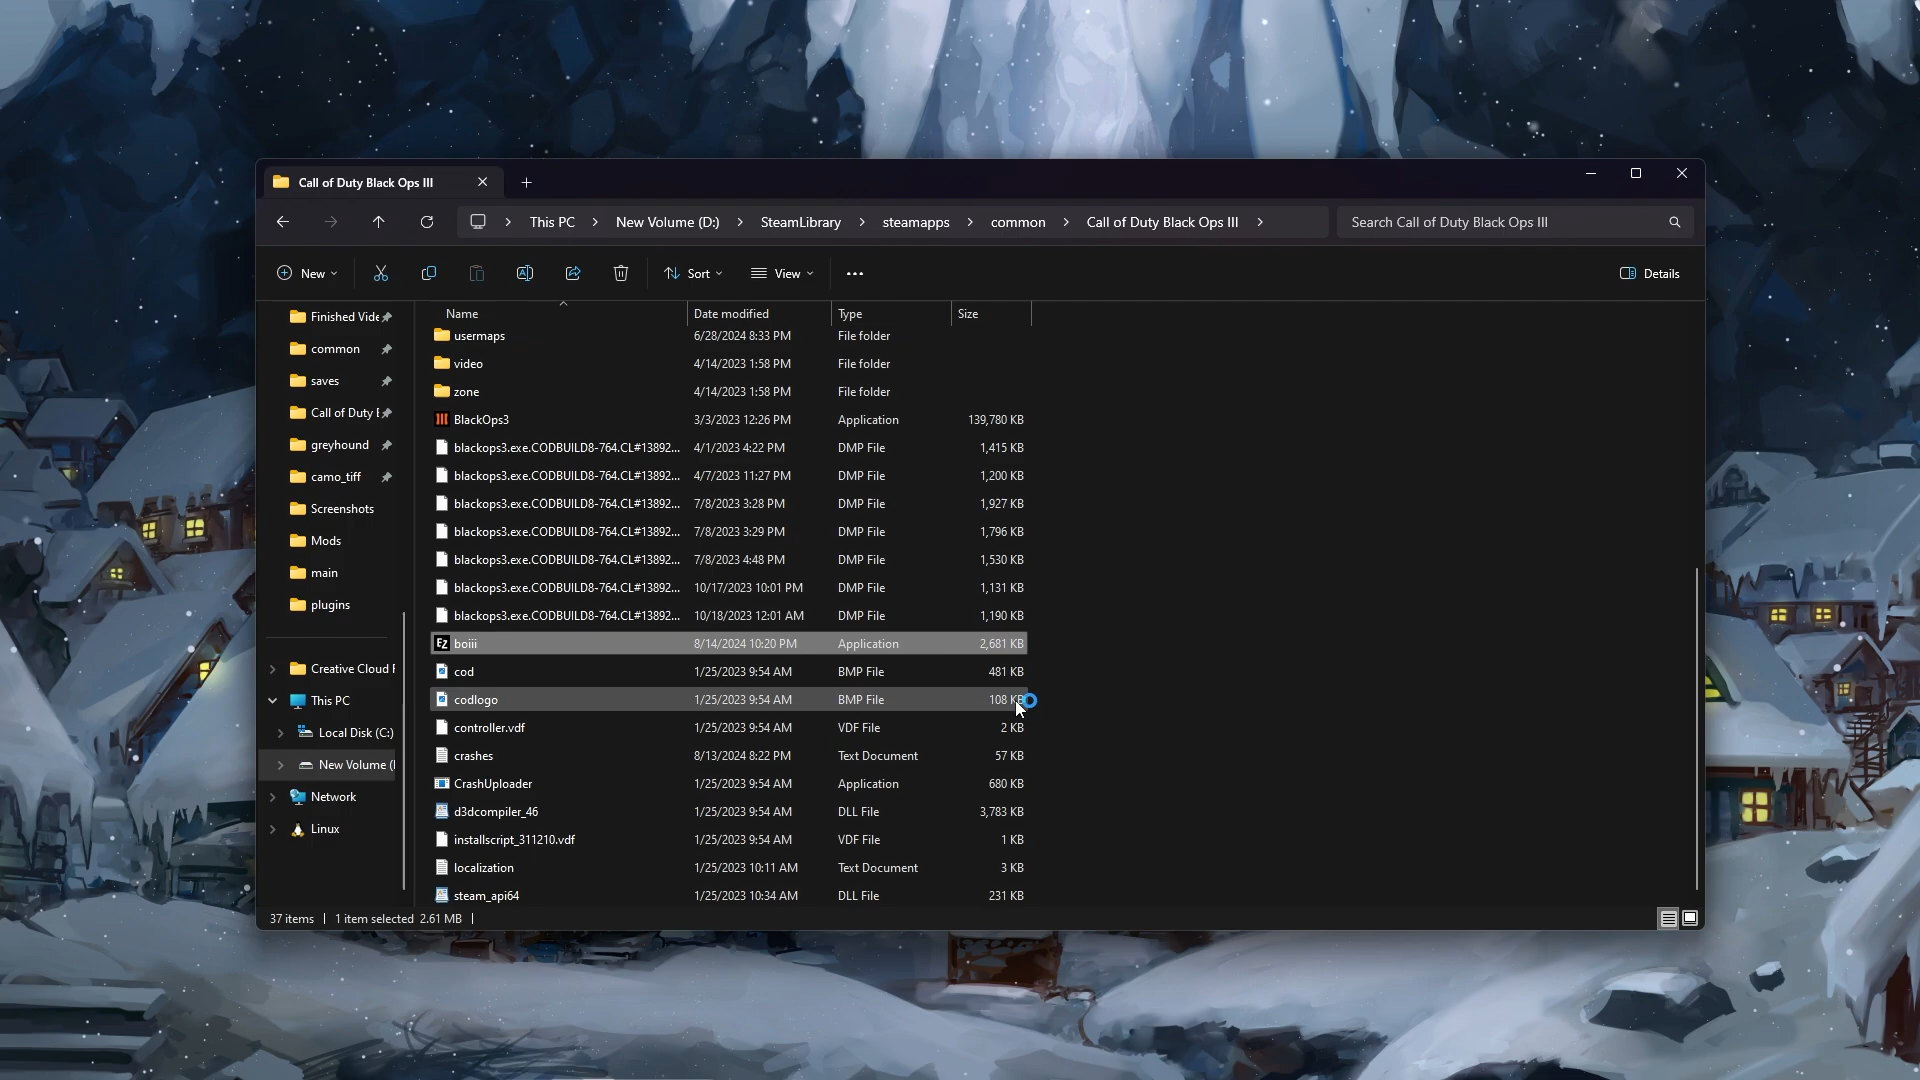 Call of Duty Black Ops III
This PC New Volume (D:) SteamLibrary steamapps common Call of Duty Black Ops III Search Call of Duty Black Ops III
New Sort View Details
Name Date modified Type Size
Finished Vide
common
saves
Call of Duty
greyhound
camo_tiff
Screenshots
Mods
main
plugins
Creative Cloud F
This PC
Local Disk (C:)
New Volume (
Network
Linux
usermaps 6/28/2024 8:33 PM File folder
video 4/14/2023 1:58 PM File folder
zone 4/14/2023 1:58 PM File folder
BlackOps3 3/3/2023 12:26 PM Application 139,780 KB
blackops3.exe.CODBUILD8-764.CL#13892... 4/1/2023 4:22 PM DMP File 1,415 KB
blackops3.exe.CODBUILD8-764.CL#13892... 4/7/2023 11:27 PM DMP File 1,200 KB
blackops3.exe.CODBUILD8-764.CL#13892... 7/8/2023 3:28 PM DMP File 1,927 KB
blackops3.exe.CODBUILD8-764.CL#13892... 7/8/2023 3:29 PM DMP File 1,796 KB
blackops3.exe.CODBUILD8-764.CL#13892... 7/8/2023 4:48 PM DMP File 1,530 KB
blackops3.exe.CODBUILD8-764.CL#13892... 10/17/2023 10:01 PM DMP File 1,131 KB
blackops3.exe.CODBUILD8-764.CL#13892... 10/18/2023 12:01 AM DMP File 1,190 KB
EZ boiii 8/14/2024 10:20 PM Application 2,681 KB
cod 1/25/2023 9:54 AM BMP File 481 KB
codlogo 1/25/2023 9:54 AM BMP File 108 KB
controller.vdf 1/25/2023 9:54 AM VDF File 2 KB
crashes 8/13/2024 8:22 PM Text Document 57 KB
CrashUploader 1/25/2023 9:54 AM Application 680 KB
d3dcompiler_46 1/25/2023 9:54 AM DLL File 3,783 KB
installscript_311210.vdf 1/25/2023 9:54 AM VDF File 1 KB
localization 1/25/2023 10:11 AM Text Document 3 KB
steam_api64 1/25/2023 10:34 AM DLL File 231 KB
37 items 1 item selected 2.61 MB